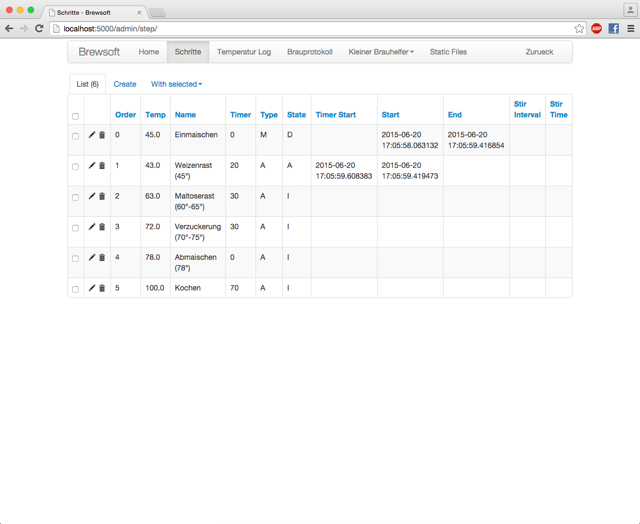 Schritte - Brewsoft
localhost:5000/admin/step/
ABP
Brewsoft Home Schritte Temperatur Log Brauprotokoll Kleiner Brauhelfer Static Files Zurueck
List (6) Create With selected
Order Temp Name Timer Type State Timer Start Start End Stir Interval Stir Time
0 45.0 Einmaischen 0 M D 2015-06-20 17:05:58.063132 2015-06-20 17:05:59.416854
1 43.0 Weizenrast (45°) 20 A A 2015-06-20 17:05:59.608383 2015-06-20 17:05:59.419473
2 63.0 Maltoserast (60°-65°) 30 A I
3 72.0 Verzuckerung (70°-75°) 30 A I
4 78.0 Abmaischen (78°) 0 A I
5 100.0 Kochen 70 A I